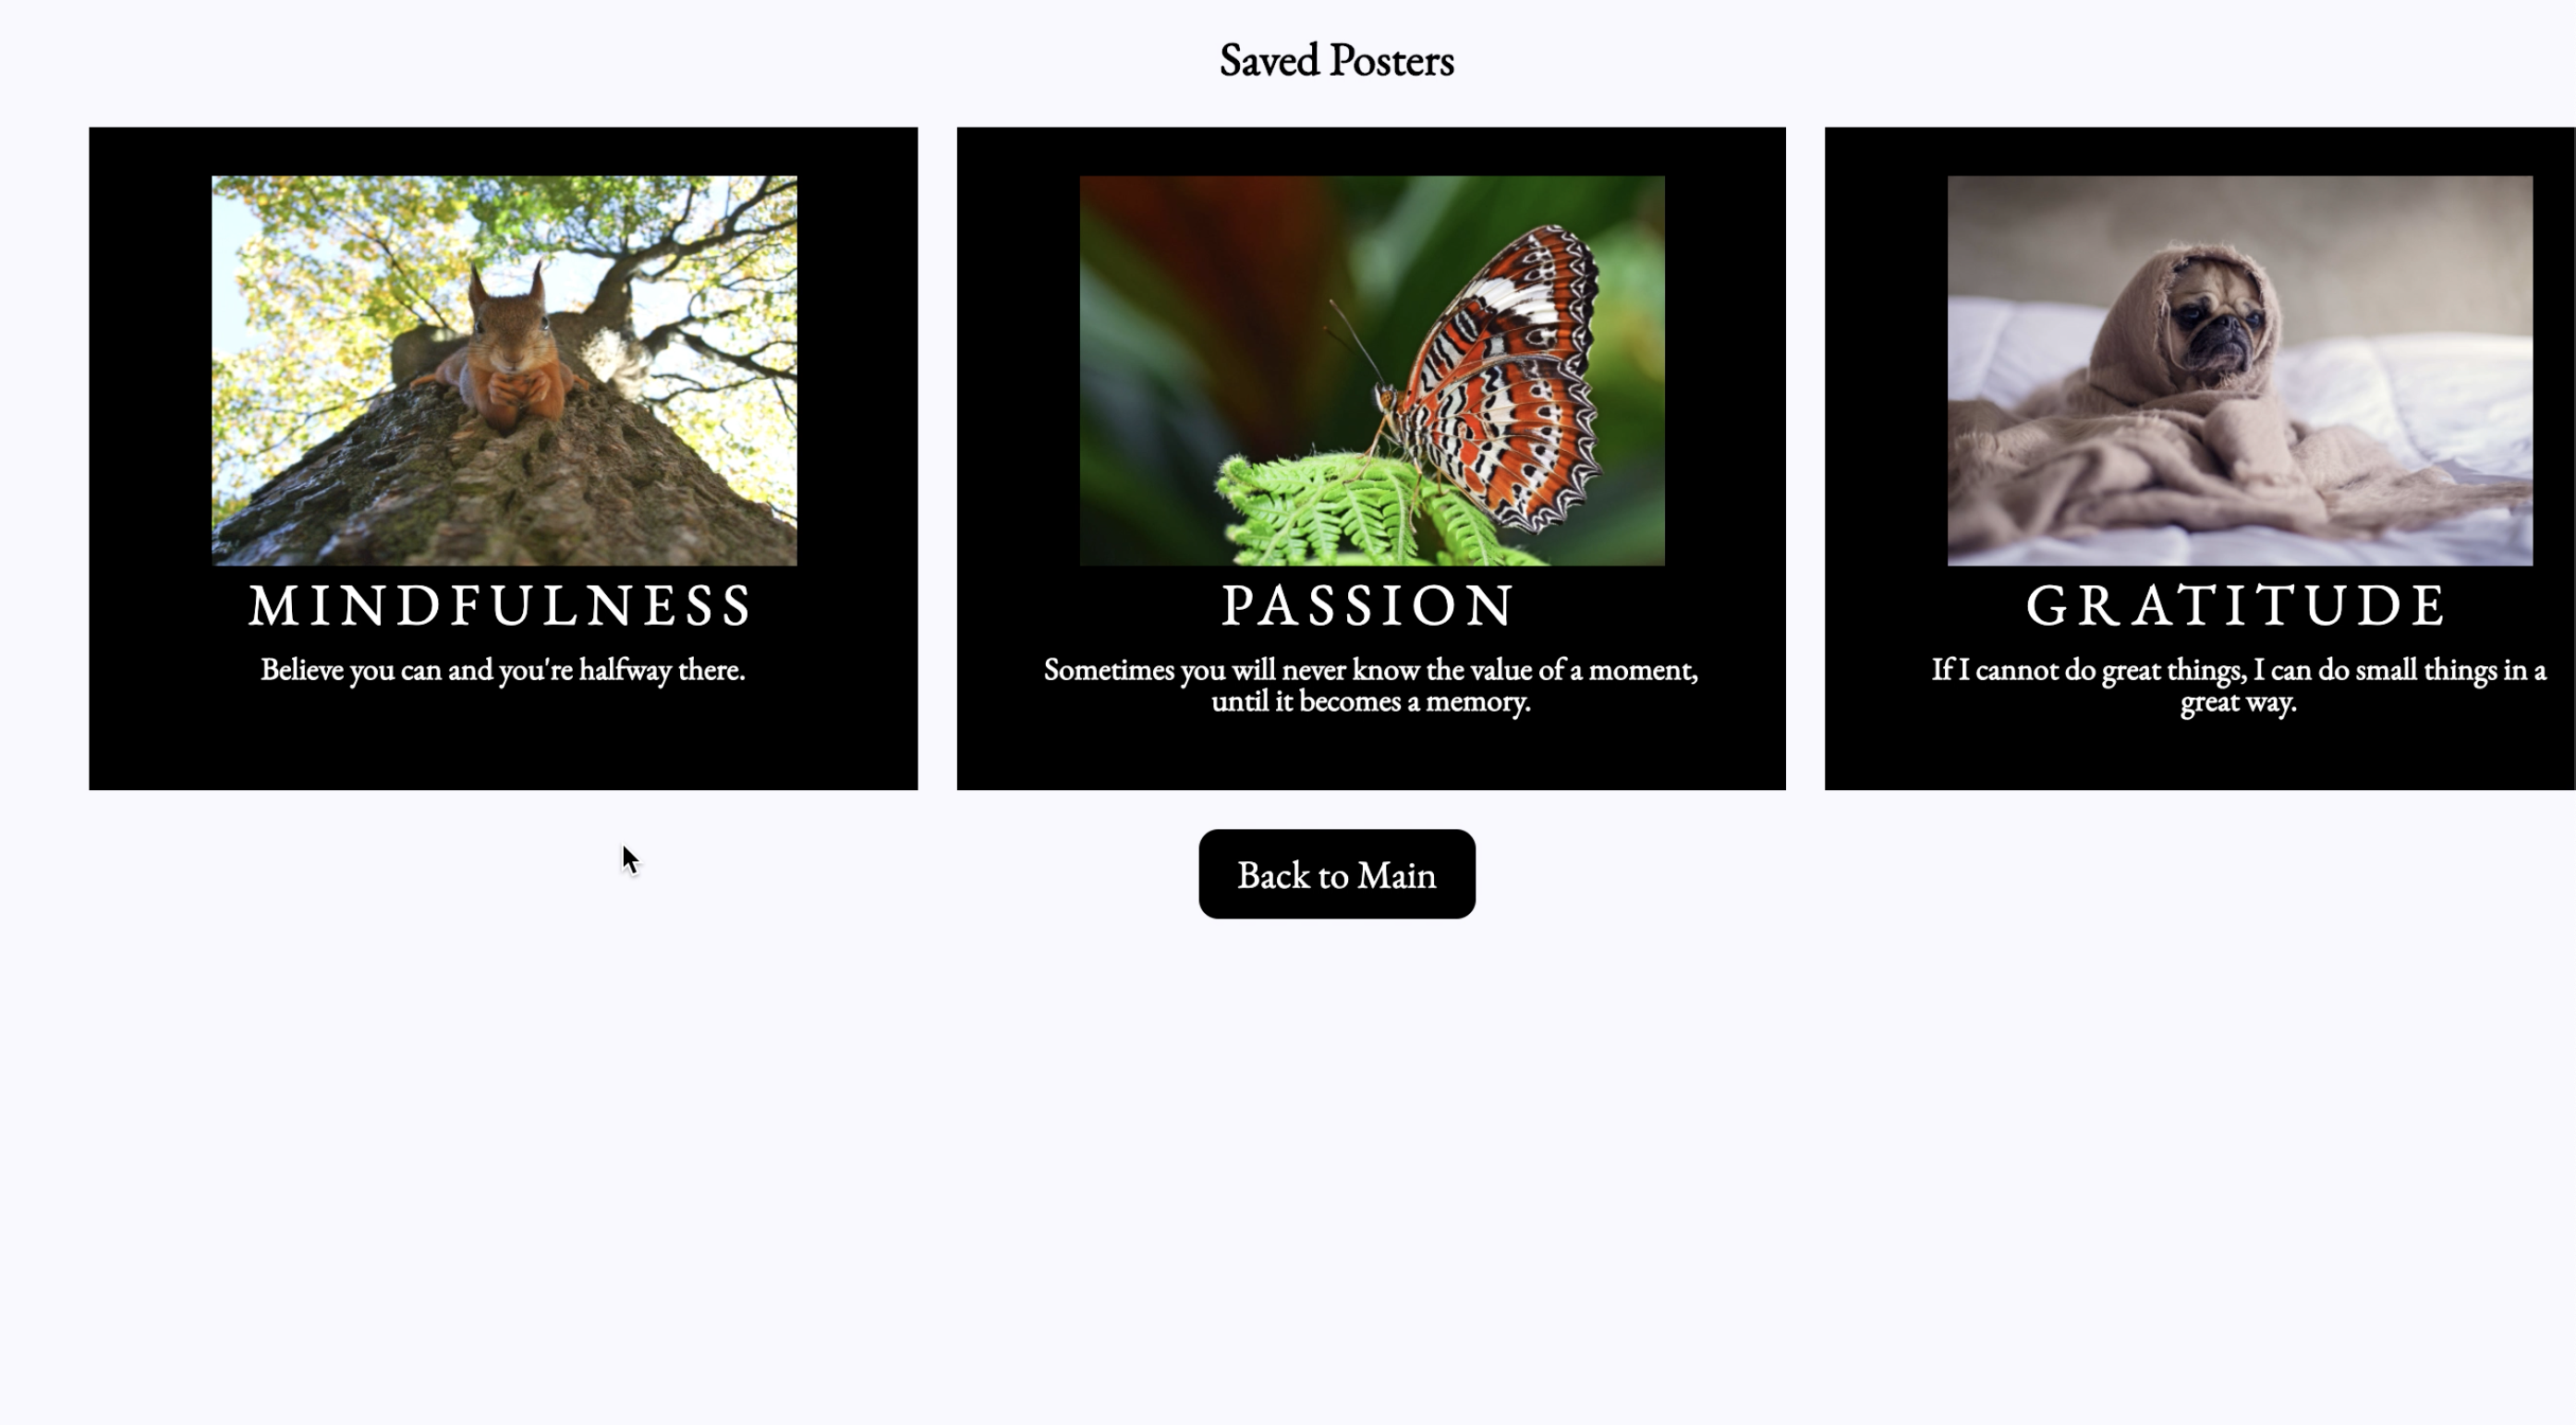 Saved Posters
MINDFULNESS
Believe you can and you're halfway there.
PASSION
Sometimes you will never know the value of a moment,
until it becomes a memory.
GRATITUDE
If I cannot do great things, I can do small things in a
great way.
Back to Main